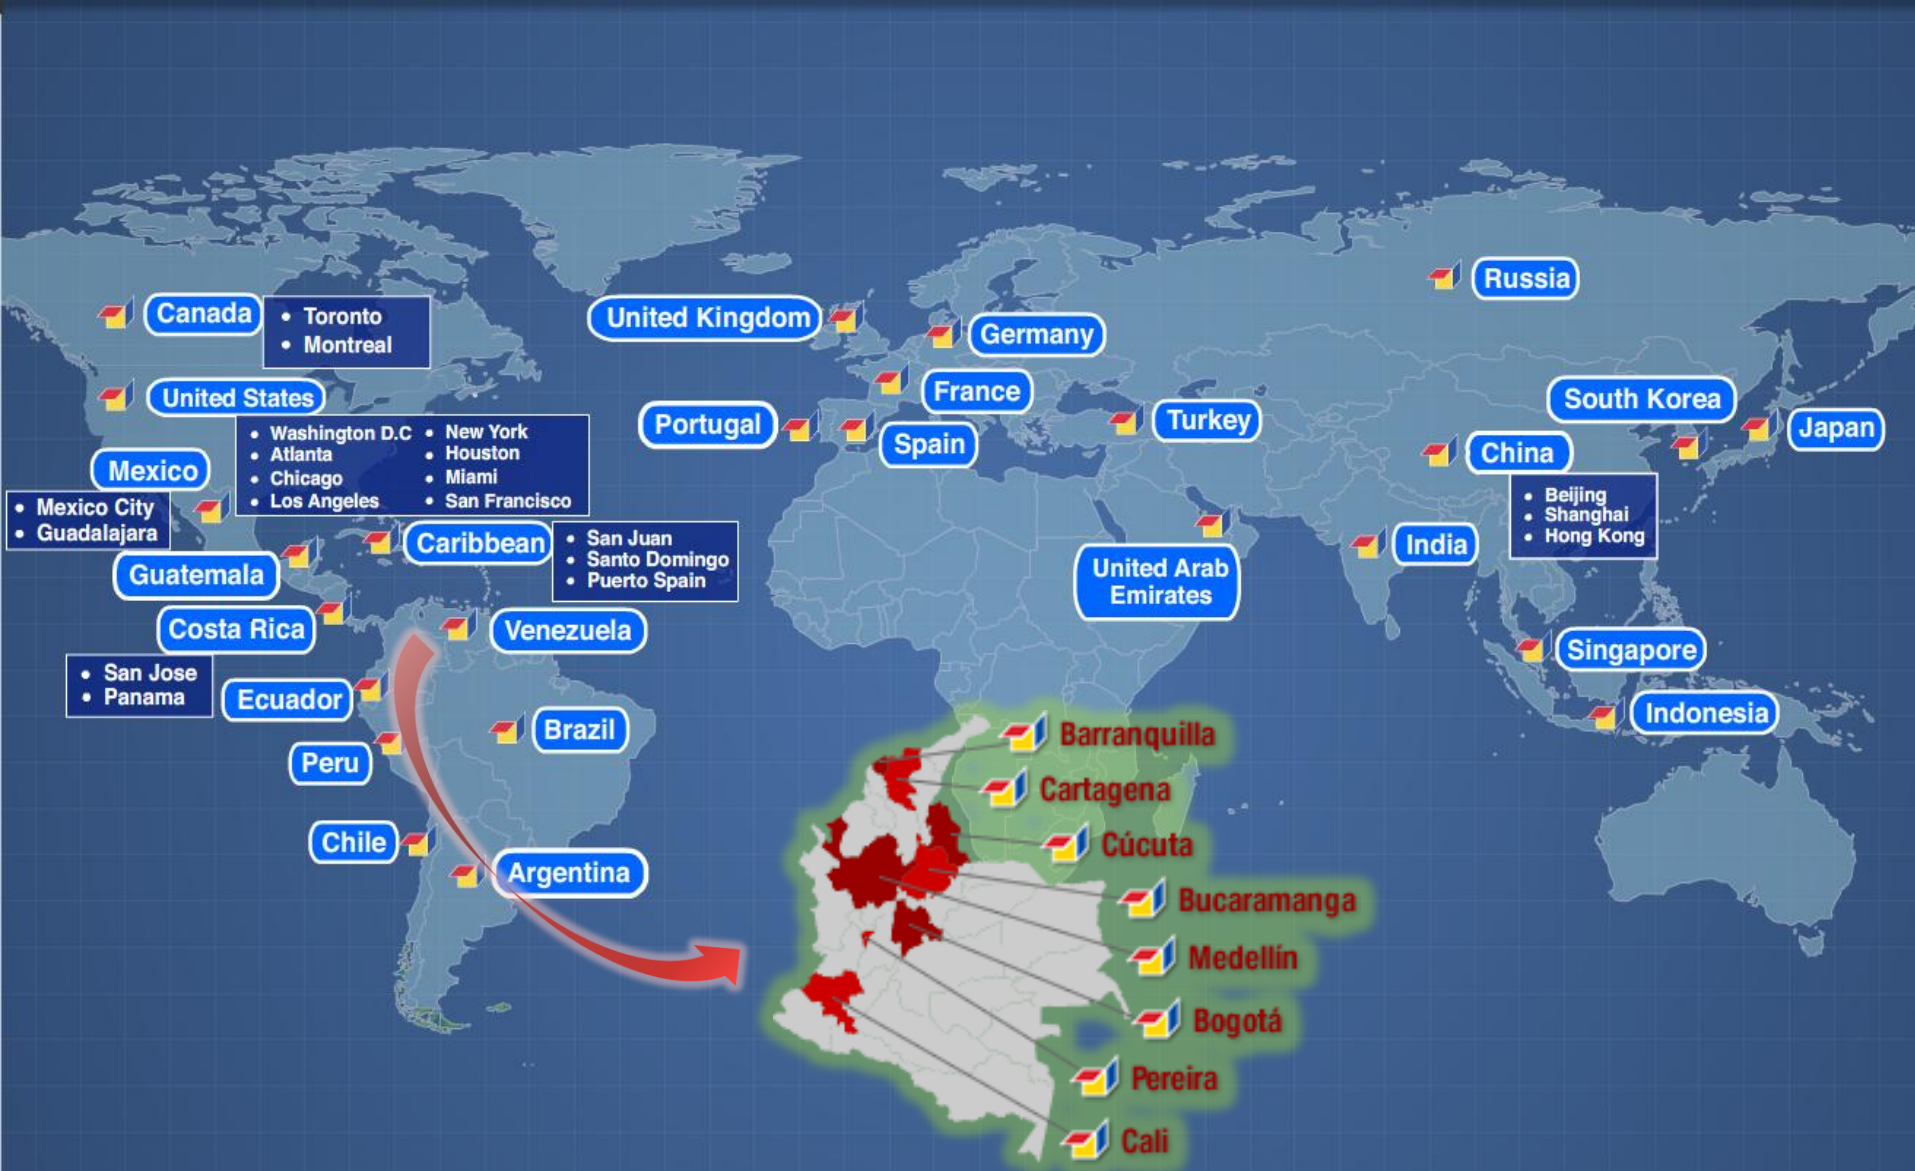 Canada
• Toronto
• Montreal
United States
• Washington D.C
• Atlanta
• Chicago
• Los Angeles
• New York
• Houston
• Miami
• San Francisco
Mexico
• Mexico City
• Guadalajara
Guatemala
Caribbean
• San Juan
• Santo Domingo
• Puerto Spain
Costa Rica
• San Jose
• Panama
Venezuela
Ecuador
Brazil
Peru
Chile
Argentina
United Kingdom
Germany
France
Portugal
Spain
Turkey
United Arab
Emirates
Russia
South Korea
Japan
China
• Beijing
• Shanghai
• Hong Kong
India
Singapore
Indonesia
Barranquilla
Cartagena
Cúcuta
Bucaramanga
Medellín
Bogotá
Pereira
Cali